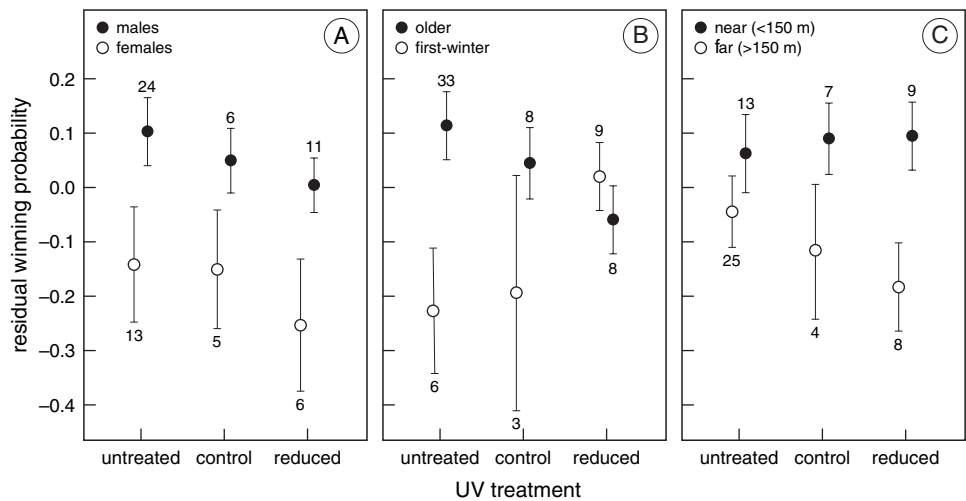 residual winning probability
0.2
0.1
0.0
–0.1
–0.2
–0.3
–0.4
males
females
A
24
6
11
13
5
6
untreated control reduced
older
first-winter
B
33
8
9
6
3
8
untreated control reduced
near (<150 m)
far (>150 m)
C
13
7
9
25
4
8
untreated control reduced
UV treatment